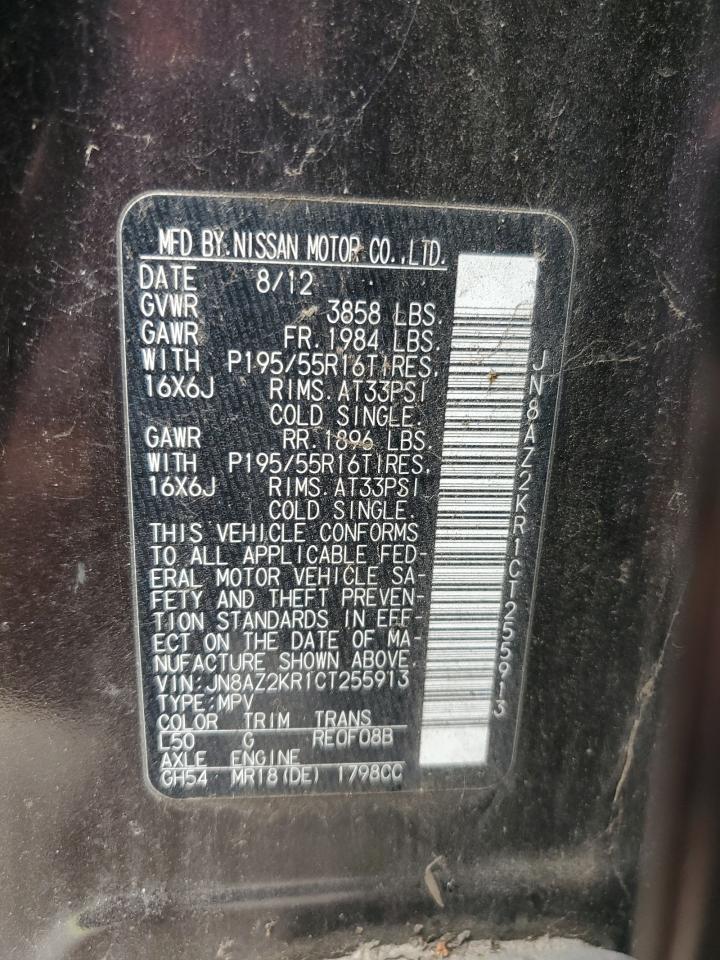 MFD BY NISSAN MOTOR CO.,LTD.
DATE 8/12
GVWR 3858 LBS.
GAWR FR. 1984 LBS.
WITH P195/55R16TIRES,
16X6J RIMS. AT33PSI
COLD SINGLE.
GAWR RR. 1896 LBS.
WITH P195/55R16TIRES,
16X6J RIMS. AT33PSI
COLD SINGLE.
THIS VEHICLE CONFORMS
TO ALL APPLICABLE FED-
ERAL MOTOR VEHICLE SA-
FETY AND THEFT PREVEN-
TION STANDARDS IN EFF-
ECT ON THE DATE OF MA-
NUFACTURE SHOWN ABOVE.
VIN:JN8AZ2KR1CT255913
TYPE:MPV
COLOR TRIM TRANS
L50 G RE0F08B
AXLE ENGINE
GH54 MR18(DE) 1798CC
JN8AZ2KR1CT255913